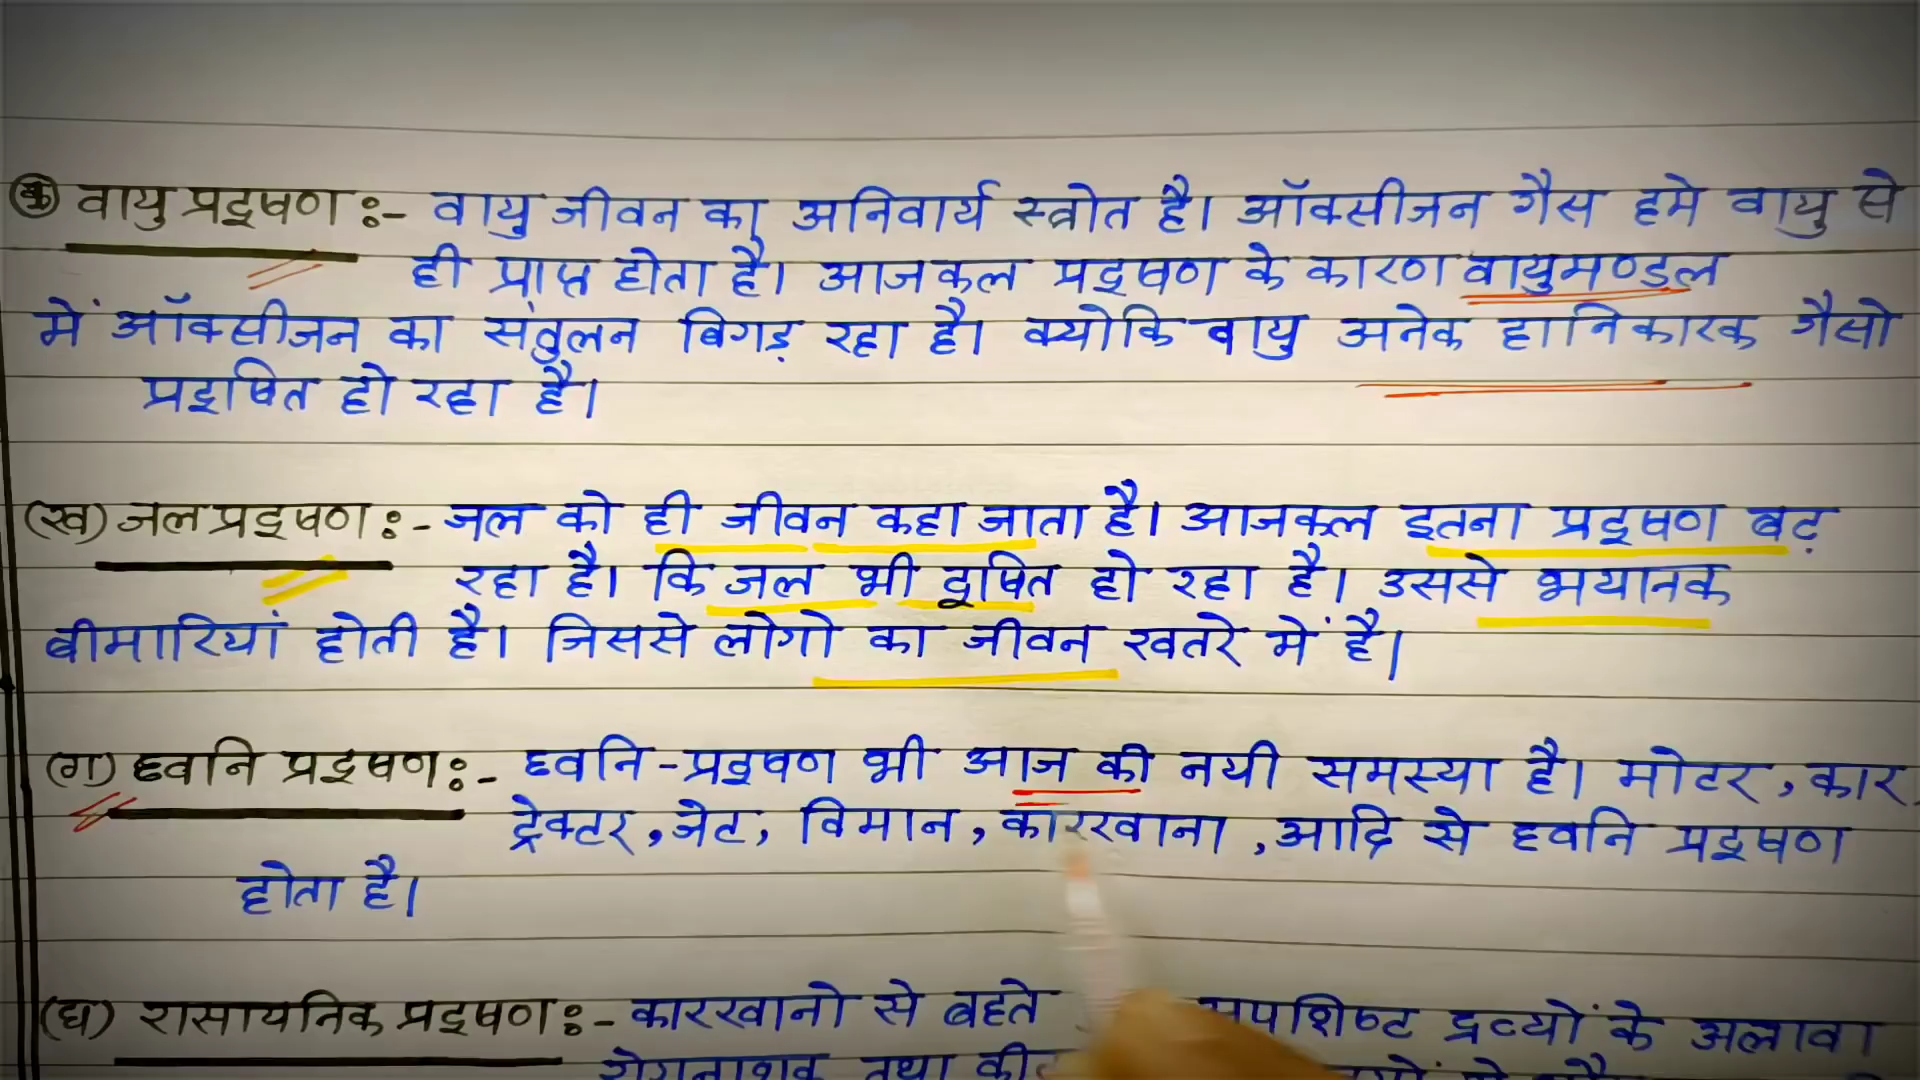 (क) वायु प्रदूषण :- वायु जीवन का अनिवार्य स्त्रोत है। ऑक्सीजन गैस हमे वायु से
ही प्राप्त होता है। आजकल प्रदूषण के कारण वायुमण्डल
में ऑक्सीजन का संतुलन बिगड़ रहा है। क्योकि वायु अनेक हानिकारक गैसो
प्रदूषित हो रहा है।
(ख) जल प्रदूषण :- जल को ही जीवन कहा जाता है। आजकल इतना प्रदूषण बढ़
रहा है। कि जल भी दूषित हो रहा है। उससे भयानक
बीमारियां होती है। जिससे लोगो का जीवन खतरे में है।
(ग) ध्वनि प्रदूषण :- ध्वनि-प्रदूषण भी आज की नयी समस्या है। मोटर, कार,
ट्रेक्टर, जेट, विमान, कारखाना, आदि से ध्वनि प्रदूषण
होता है।
(घ) रासायनिक प्रदूषण :- कारखानो से बहते द्रव्यों के अलावा
तथा